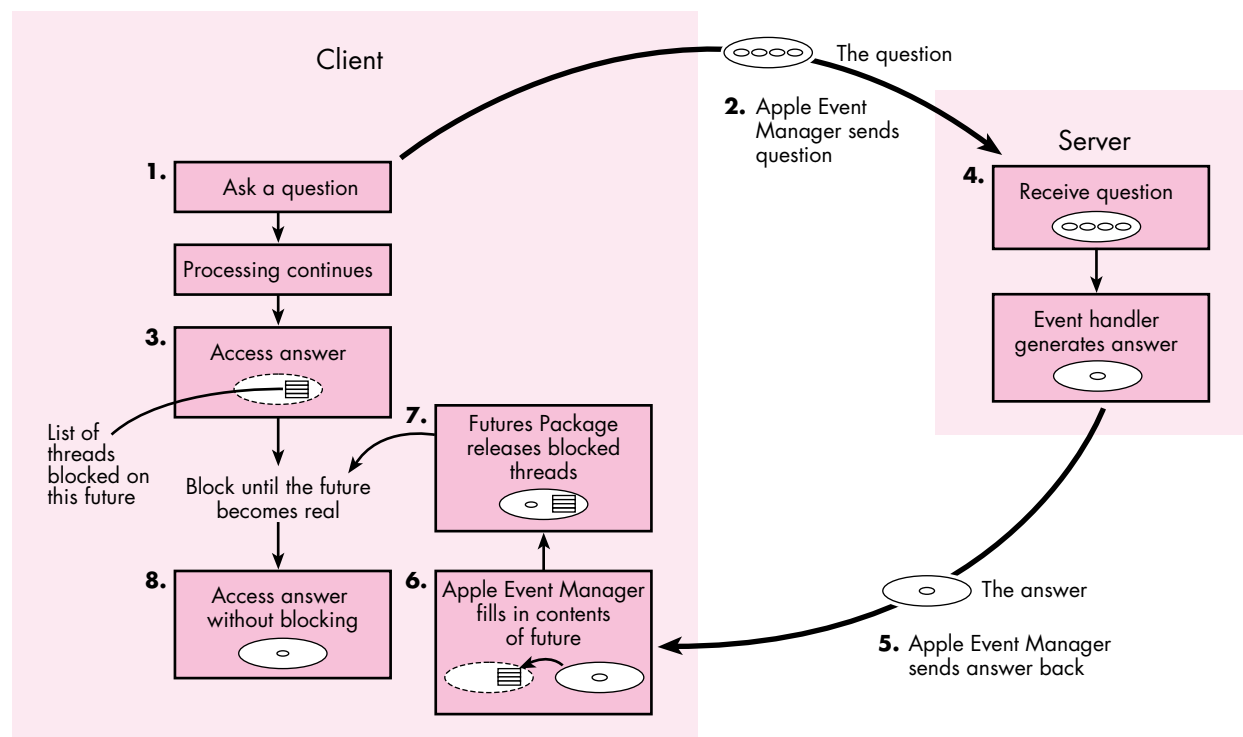 Client
1.
Ask a question
Processing continues
3.
Access answer
List of
threads
blocked on
this future
Block until the future
becomes real
8.
Access answer
without blocking
7.
Futures Package
releases blocked
threads
6.
Apple Event Manager
fills in contents
of future
The question
2. Apple Event
Manager sends
question
Server
4.
Receive question
Event handler
generates answer
The answer
5. Apple Event Manager
sends answer back